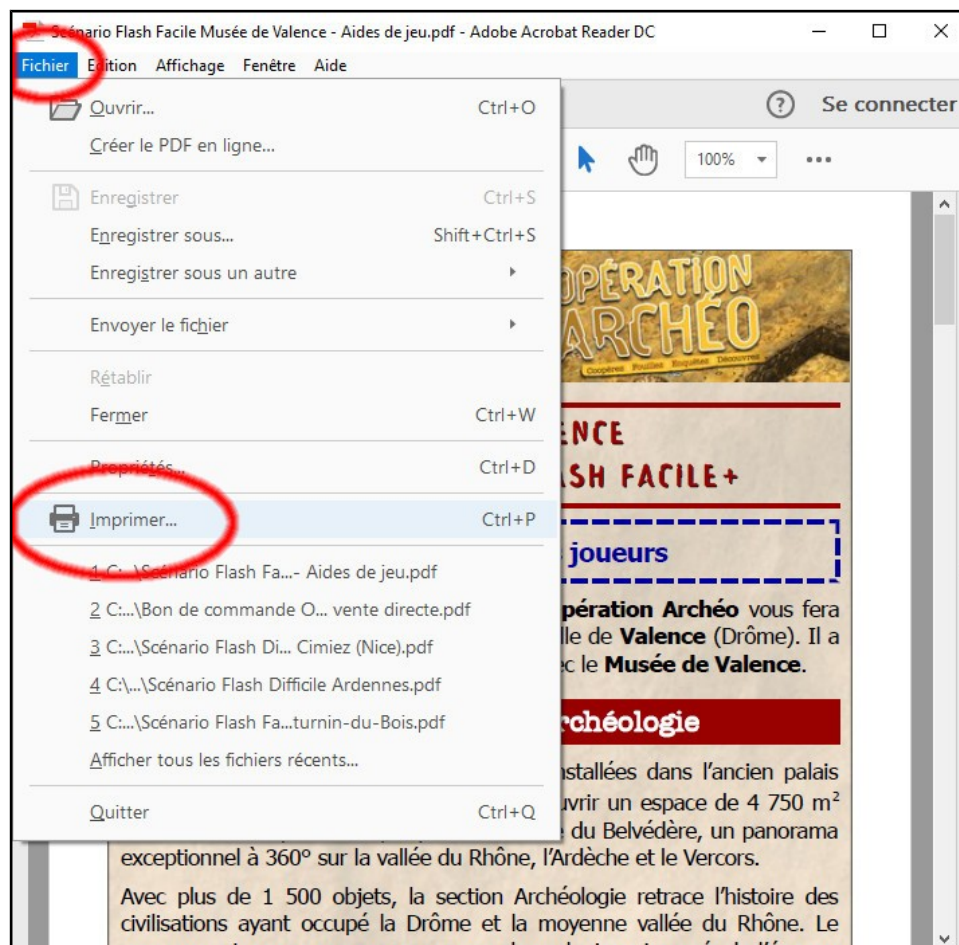 Scénario Flash Facile Musée de Valence - Aides de jeu.pdf - Adobe Acrobat Reader DC
Fichier Edition Affichage Fenêtre Aide
Ouvrir... Ctrl+O
Se connecter
Créer le PDF en ligne...
100%
Enregistrer Ctrl+S
Enregistrer sous... Shift+Ctrl+S
Enregistrer sous un autre
Envoyer le fichier
Rétablir
Fermer Ctrl+W
Propriétés... Ctrl+D
Imprimer... Ctrl+P
1 C:...\Scénario Flash Fa...- Aides de jeu.pdf
2 C:...\Bon de commande O... vente directe.pdf
3 C:...\Scénario Flash Di... Cimiez (Nice).pdf
4 C:\...\Scénario Flash Difficile Ardennes.pdf
5 C:...\Scénario Flash Fa...turnin-du-Bois.pdf
Afficher tous les fichiers récents...
Quitter Ctrl+Q
OPÉRATION
ARCHÉO
Coopérez Fouillez Enquêtez Découvrez
ENCE
SH FACILE+
joueurs
pération Archéo vous fera
lle de Valence (Drôme). Il a
ec le Musée de Valence.
rchéologie
nstallées dans l'ancien palais
uvrir un espace de 4 750 m²
du Belvédère, un panorama
exceptionnel à 360° sur la vallée du Rhône, l'Ardèche et le Vercors.
Avec plus de 1 500 objets, la section Archéologie retrace l'histoire des
civilisations ayant occupé la Drôme et la moyenne vallée du Rhône. Le